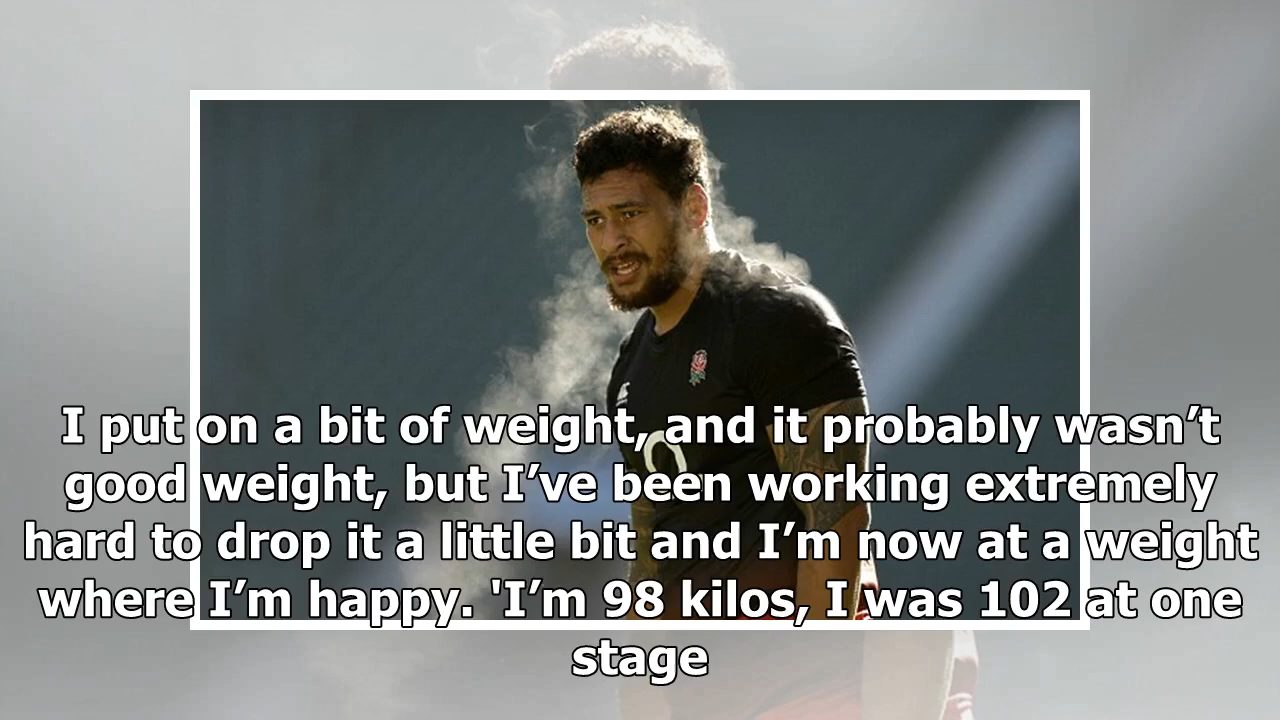 I put on a bit of weight, and it probably wasn’t
good weight, but I’ve been working extremely
hard to drop it a little bit and I’m now at a weight
where I’m happy. 'I’m 98 kilos, I was 102 at one
stage